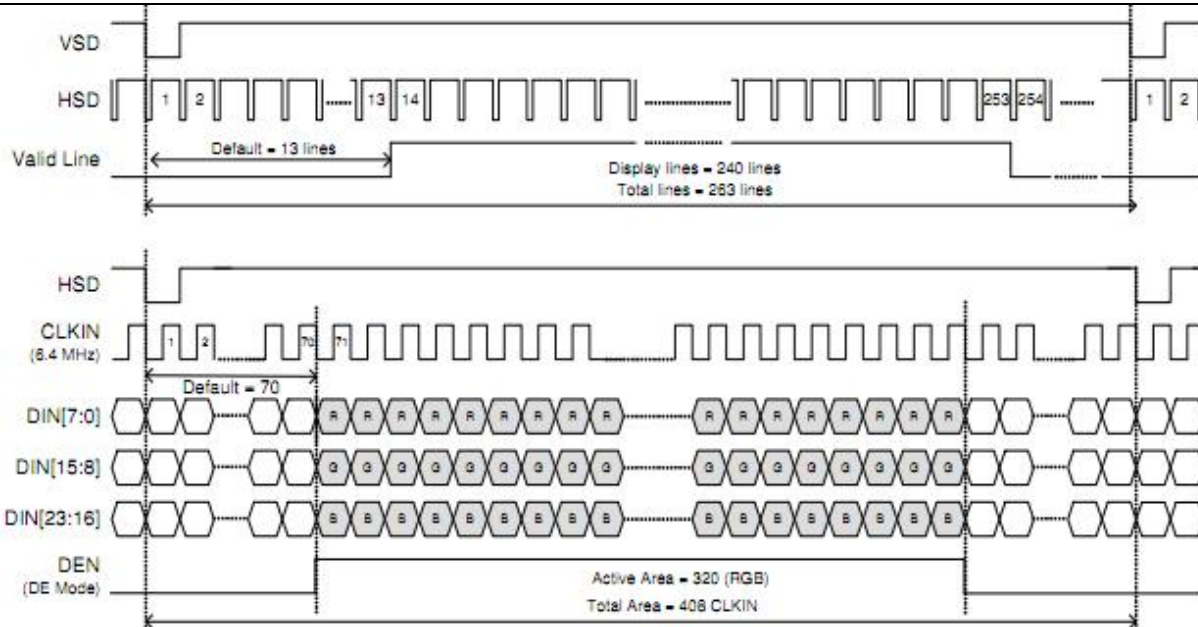 VSD
HSD 1 2 13 14 253 254 1 2
Valid Line
Default = 13 lines
Display lines = 240 lines
Total lines = 263 lines
HSD
CLKIN 1 2 70 71
(6.4 MHz)
Default = 70
DIN[7:0] R R R R R R R R R R R R R R R R R
DIN[15:8] G G G G G G G G G G G G G G G G G
DIN[23:16] B B B B B B B B B B B B B B B B B
DEN
(DE Mode)
Active Area = 320 (RGB)
Total Area = 408 CLKIN